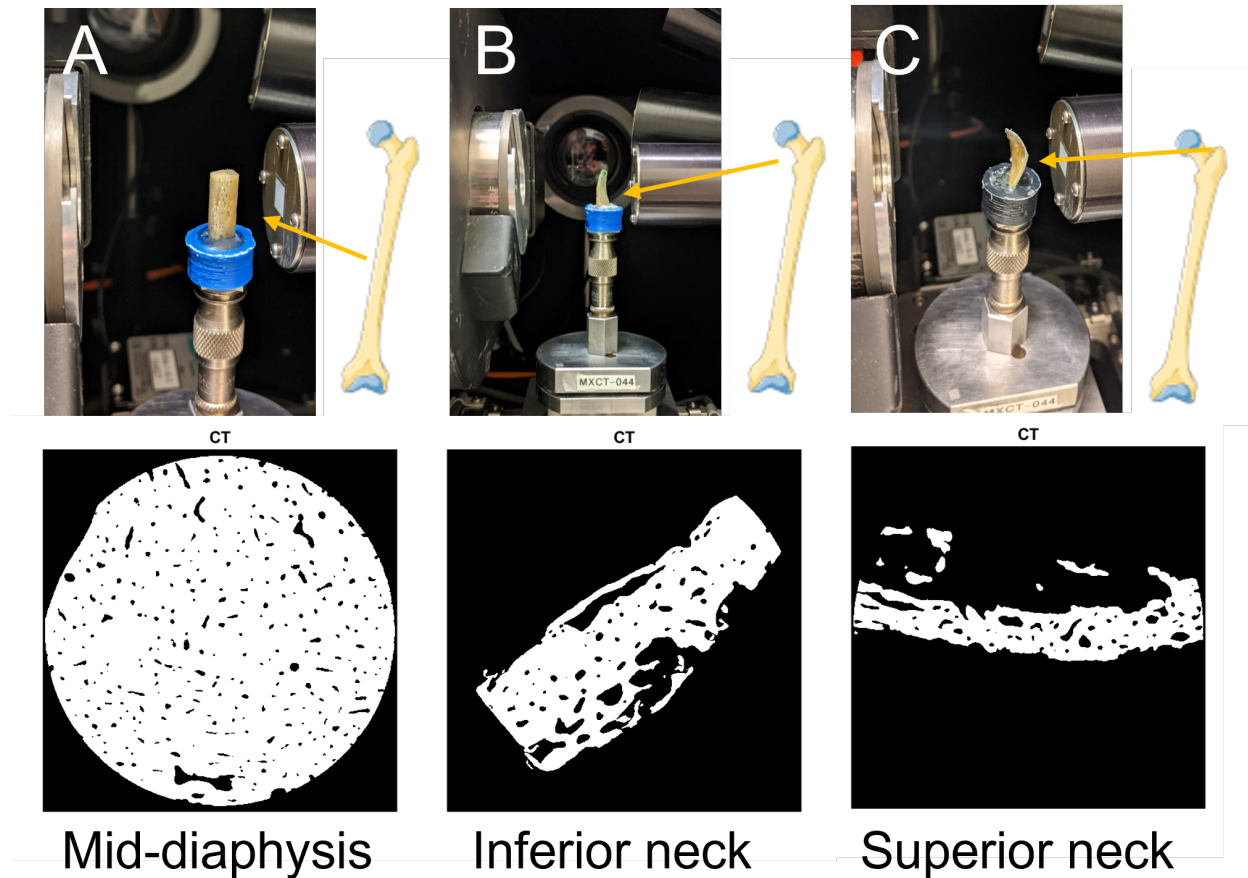 A
B
C
MXCT-044
MXCT-044
CT
CT
CT
Mid-diaphysis
Inferior neck
Superior neck